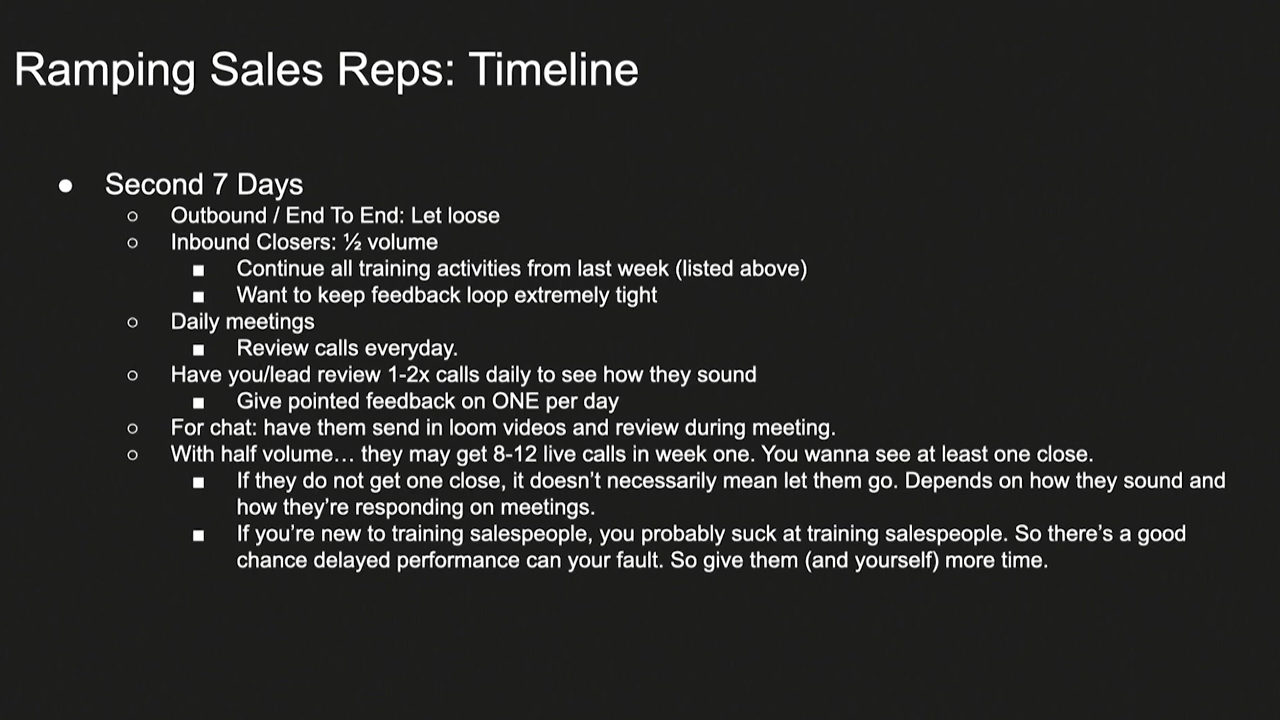 Ramping Sales Reps: Timeline
● Second 7 Days
○ Outbound / End To End: Let loose
○ Inbound Closers: ½ volume
■ Continue all training activities from last week (listed above)
■ Want to keep feedback loop extremely tight
○ Daily meetings
■ Review calls everyday.
○ Have you/lead review 1-2x calls daily to see how they sound
■ Give pointed feedback on ONE per day
○ For chat: have them send in loom videos and review during meeting.
○ With half volume… they may get 8-12 live calls in week one. You wanna see at least one close.
■ If they do not get one close, it doesn’t necessarily mean let them go. Depends on how they sound and
how they’re responding on meetings.
■ If you’re new to training salespeople, you probably suck at training salespeople. So there’s a good
chance delayed performance can your fault. So give them (and yourself) more time.